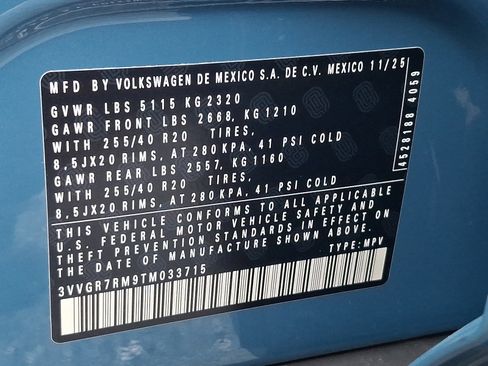 MFD BY VOLKSWAGEN DE MEXICO S.A. DE C.V. MEXICO 11/25
GVWR LBS 5115 KG 2320
GAWR FRONT LBS 2668, KG 1210
WITH 255/40 R20 TIRES,
8,5JX20 RIMS, AT 280KPA, 41 PSI COLD
GAWR REAR LBS 2557, KG 1160
WITH 255/40 R20 TIRES,
8,5JX20 RIMS, AT 280KPA, 41 PSI COLD
THIS VEHICLE CONFORMS TO ALL APPLICABLE
U.S. FEDERAL MOTOR VEHICLE SAFETY AND
THEFT PREVENTION STANDARDS IN EFFECT ON
THE DATE OF MANUFACTURE SHOWN ABOVE.
3VVGR7RM9TM033715 TYPE: MPV
4528188 4059